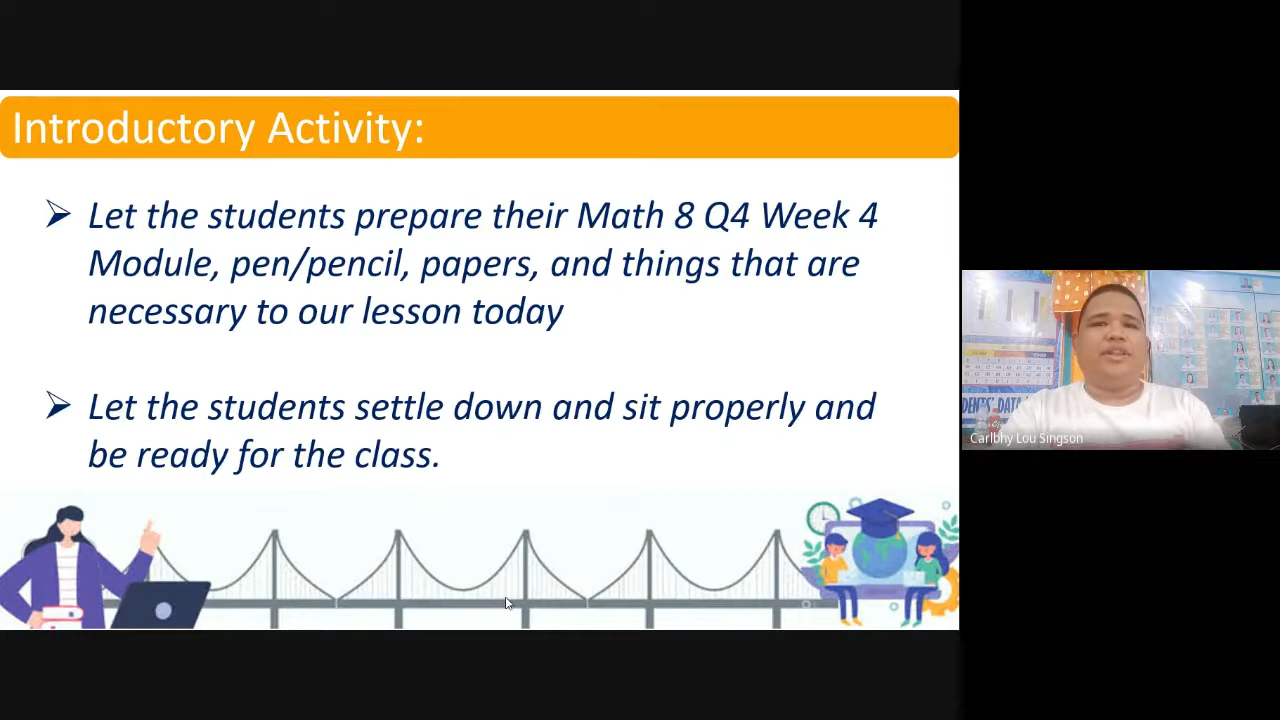 Introductory Activity:
➢ Let the students prepare their Math 8 Q4 Week 4
Module, pen/pencil, papers, and things that are
necessary to our lesson today
➢ Let the students settle down and sit properly and
be ready for the class.
Carlbhy Lou Singson